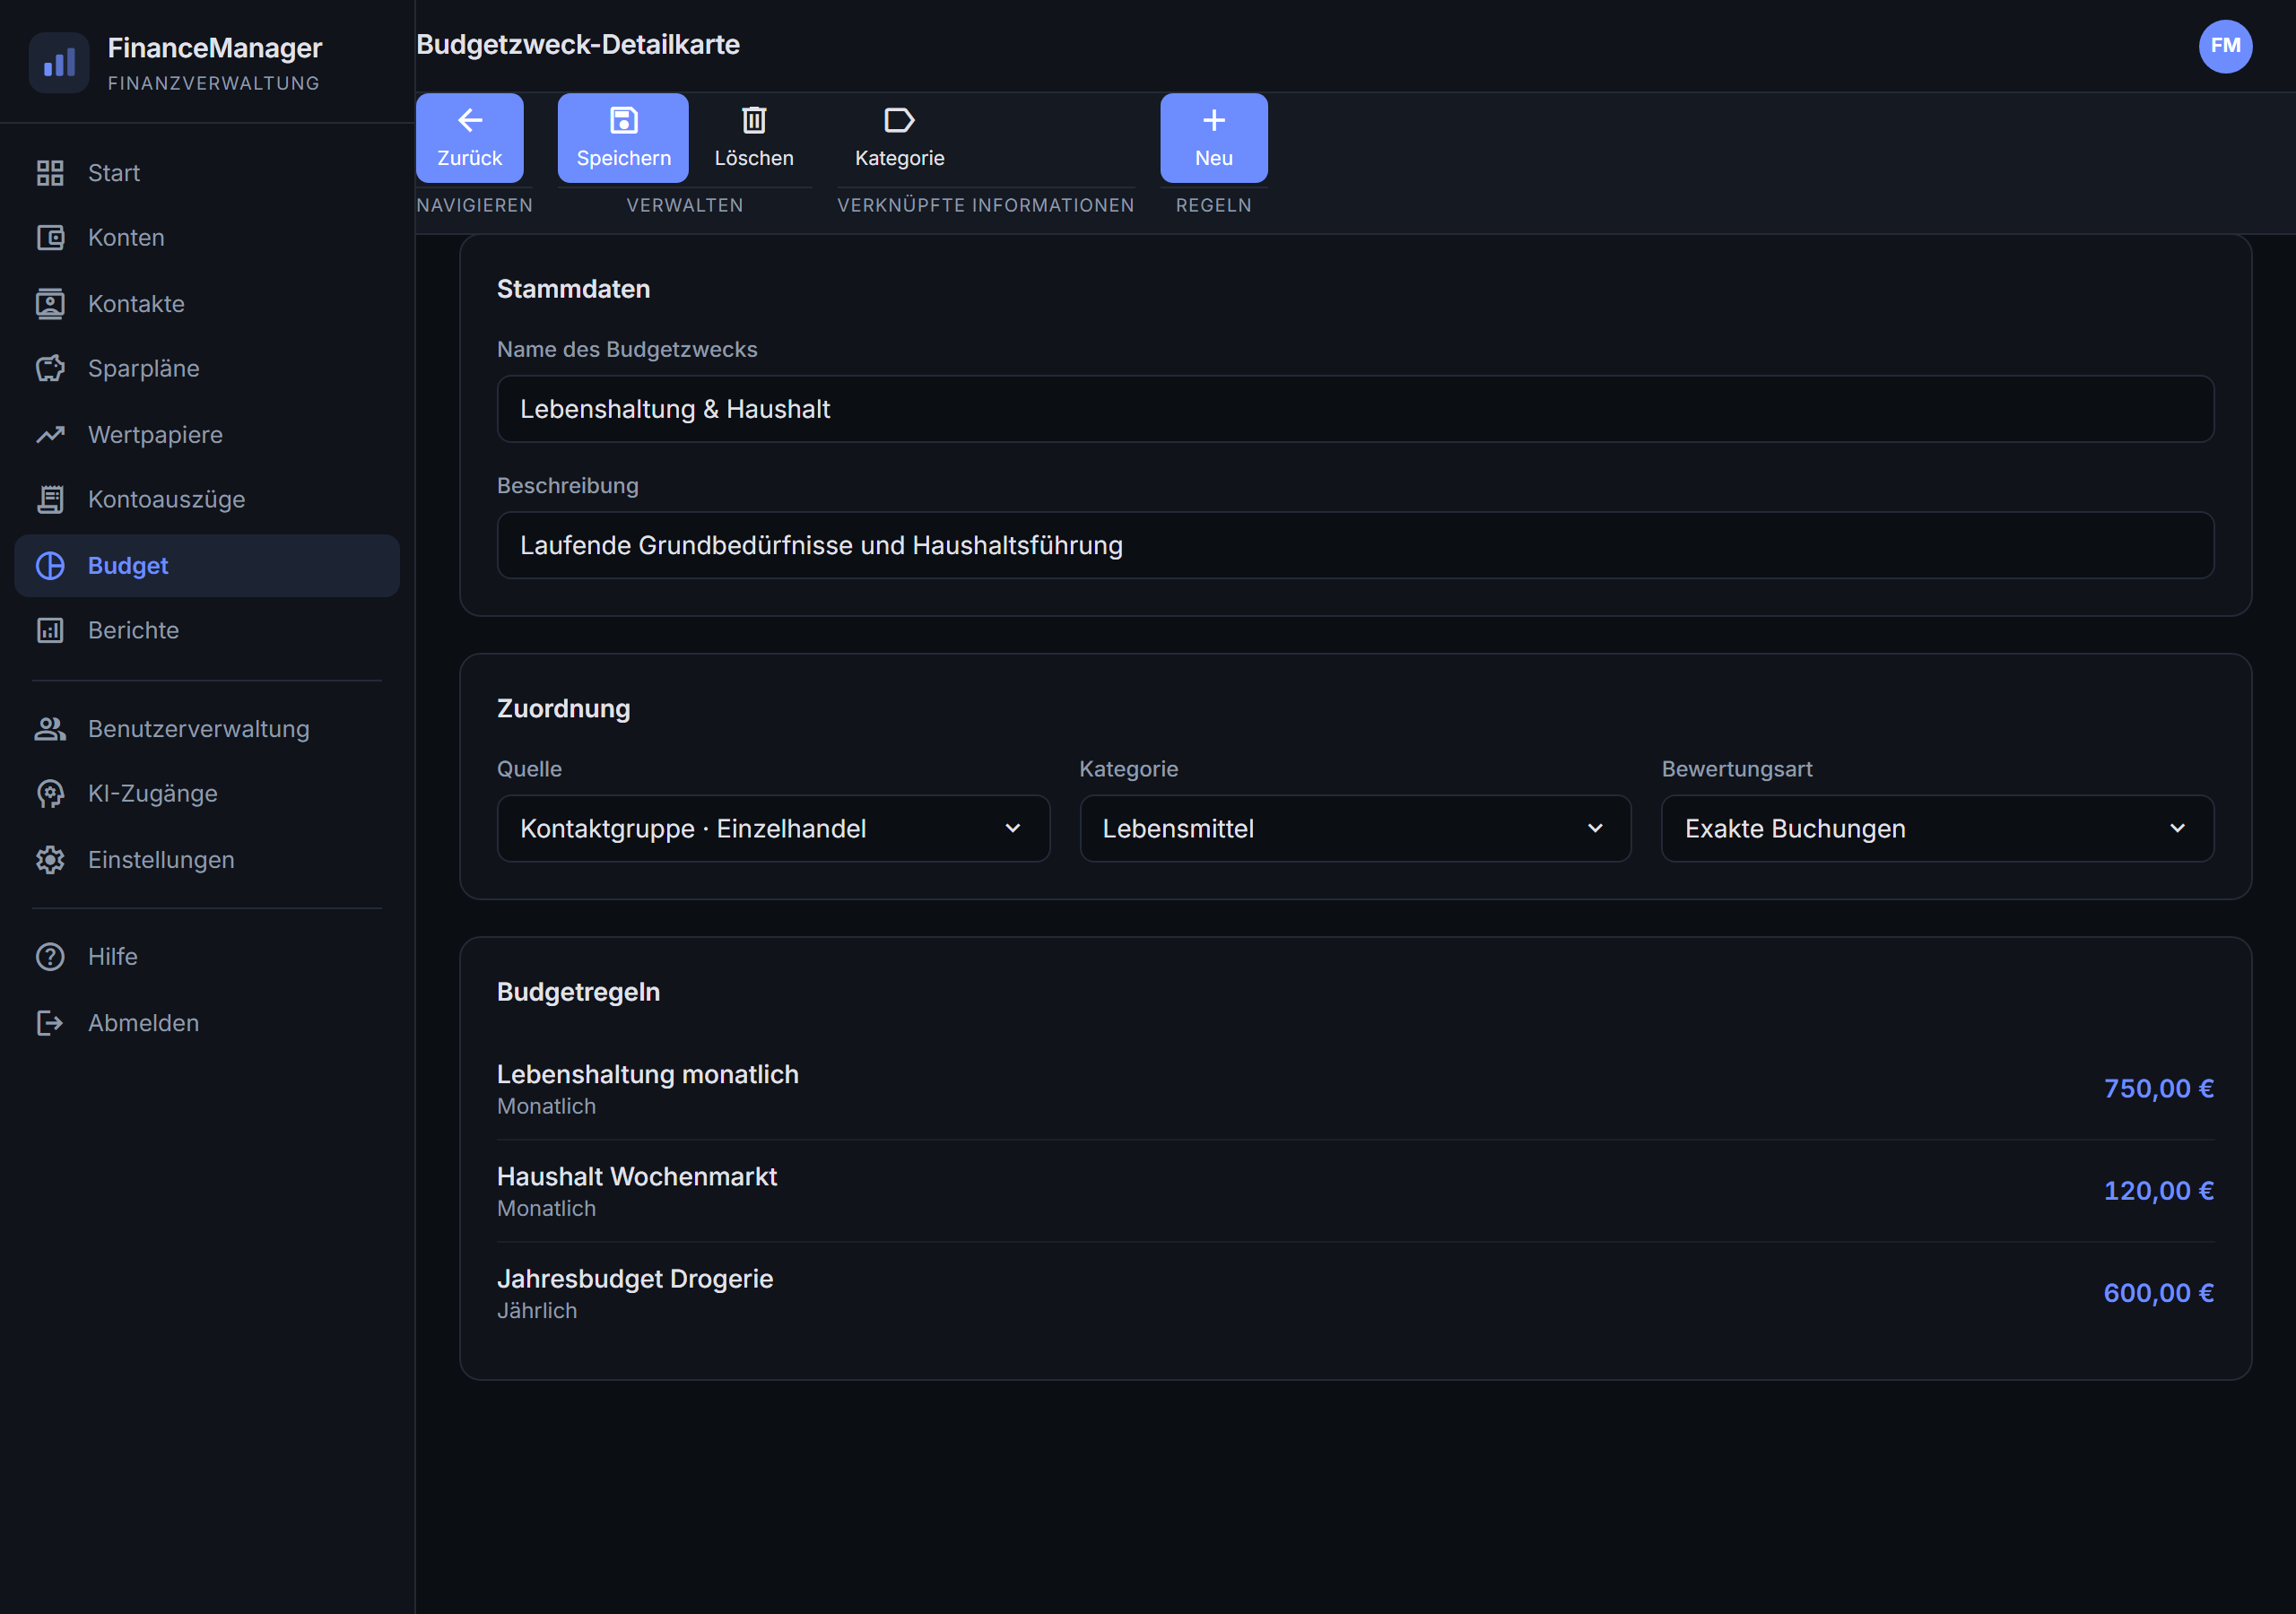 FinanceManager
FINANZVERWALTUNG
Start
Konten
Kontakte
Sparpläne
Wertpapiere
Kontoauszüge
Budget
Berichte
Benutzerverwaltung
KI-Zugänge
Einstellungen
Hilfe
Abmelden
Budgetzweck-Detailkarte
FM
Zurück
Speichern
Löschen
Kategorie
Neu
NAVIGIEREN
VERWALTEN
VERKNÜPFTE INFORMATIONEN
REGELN
Stammdaten
Name des Budgetzwecks
Lebenshaltung & Haushalt
Beschreibung
Laufende Grundbedürfnisse und Haushaltsführung
Zuordnung
Quelle
Kategorie
Bewertungsart
Kontaktgruppe · Einzelhandel
Lebensmittel
Exakte Buchungen
Budgetregeln
Lebenshaltung monatlich
Monatlich
750,00 €
Haushalt Wochenmarkt
Monatlich
120,00 €
Jahresbudget Drogerie
Jährlich
600,00 €